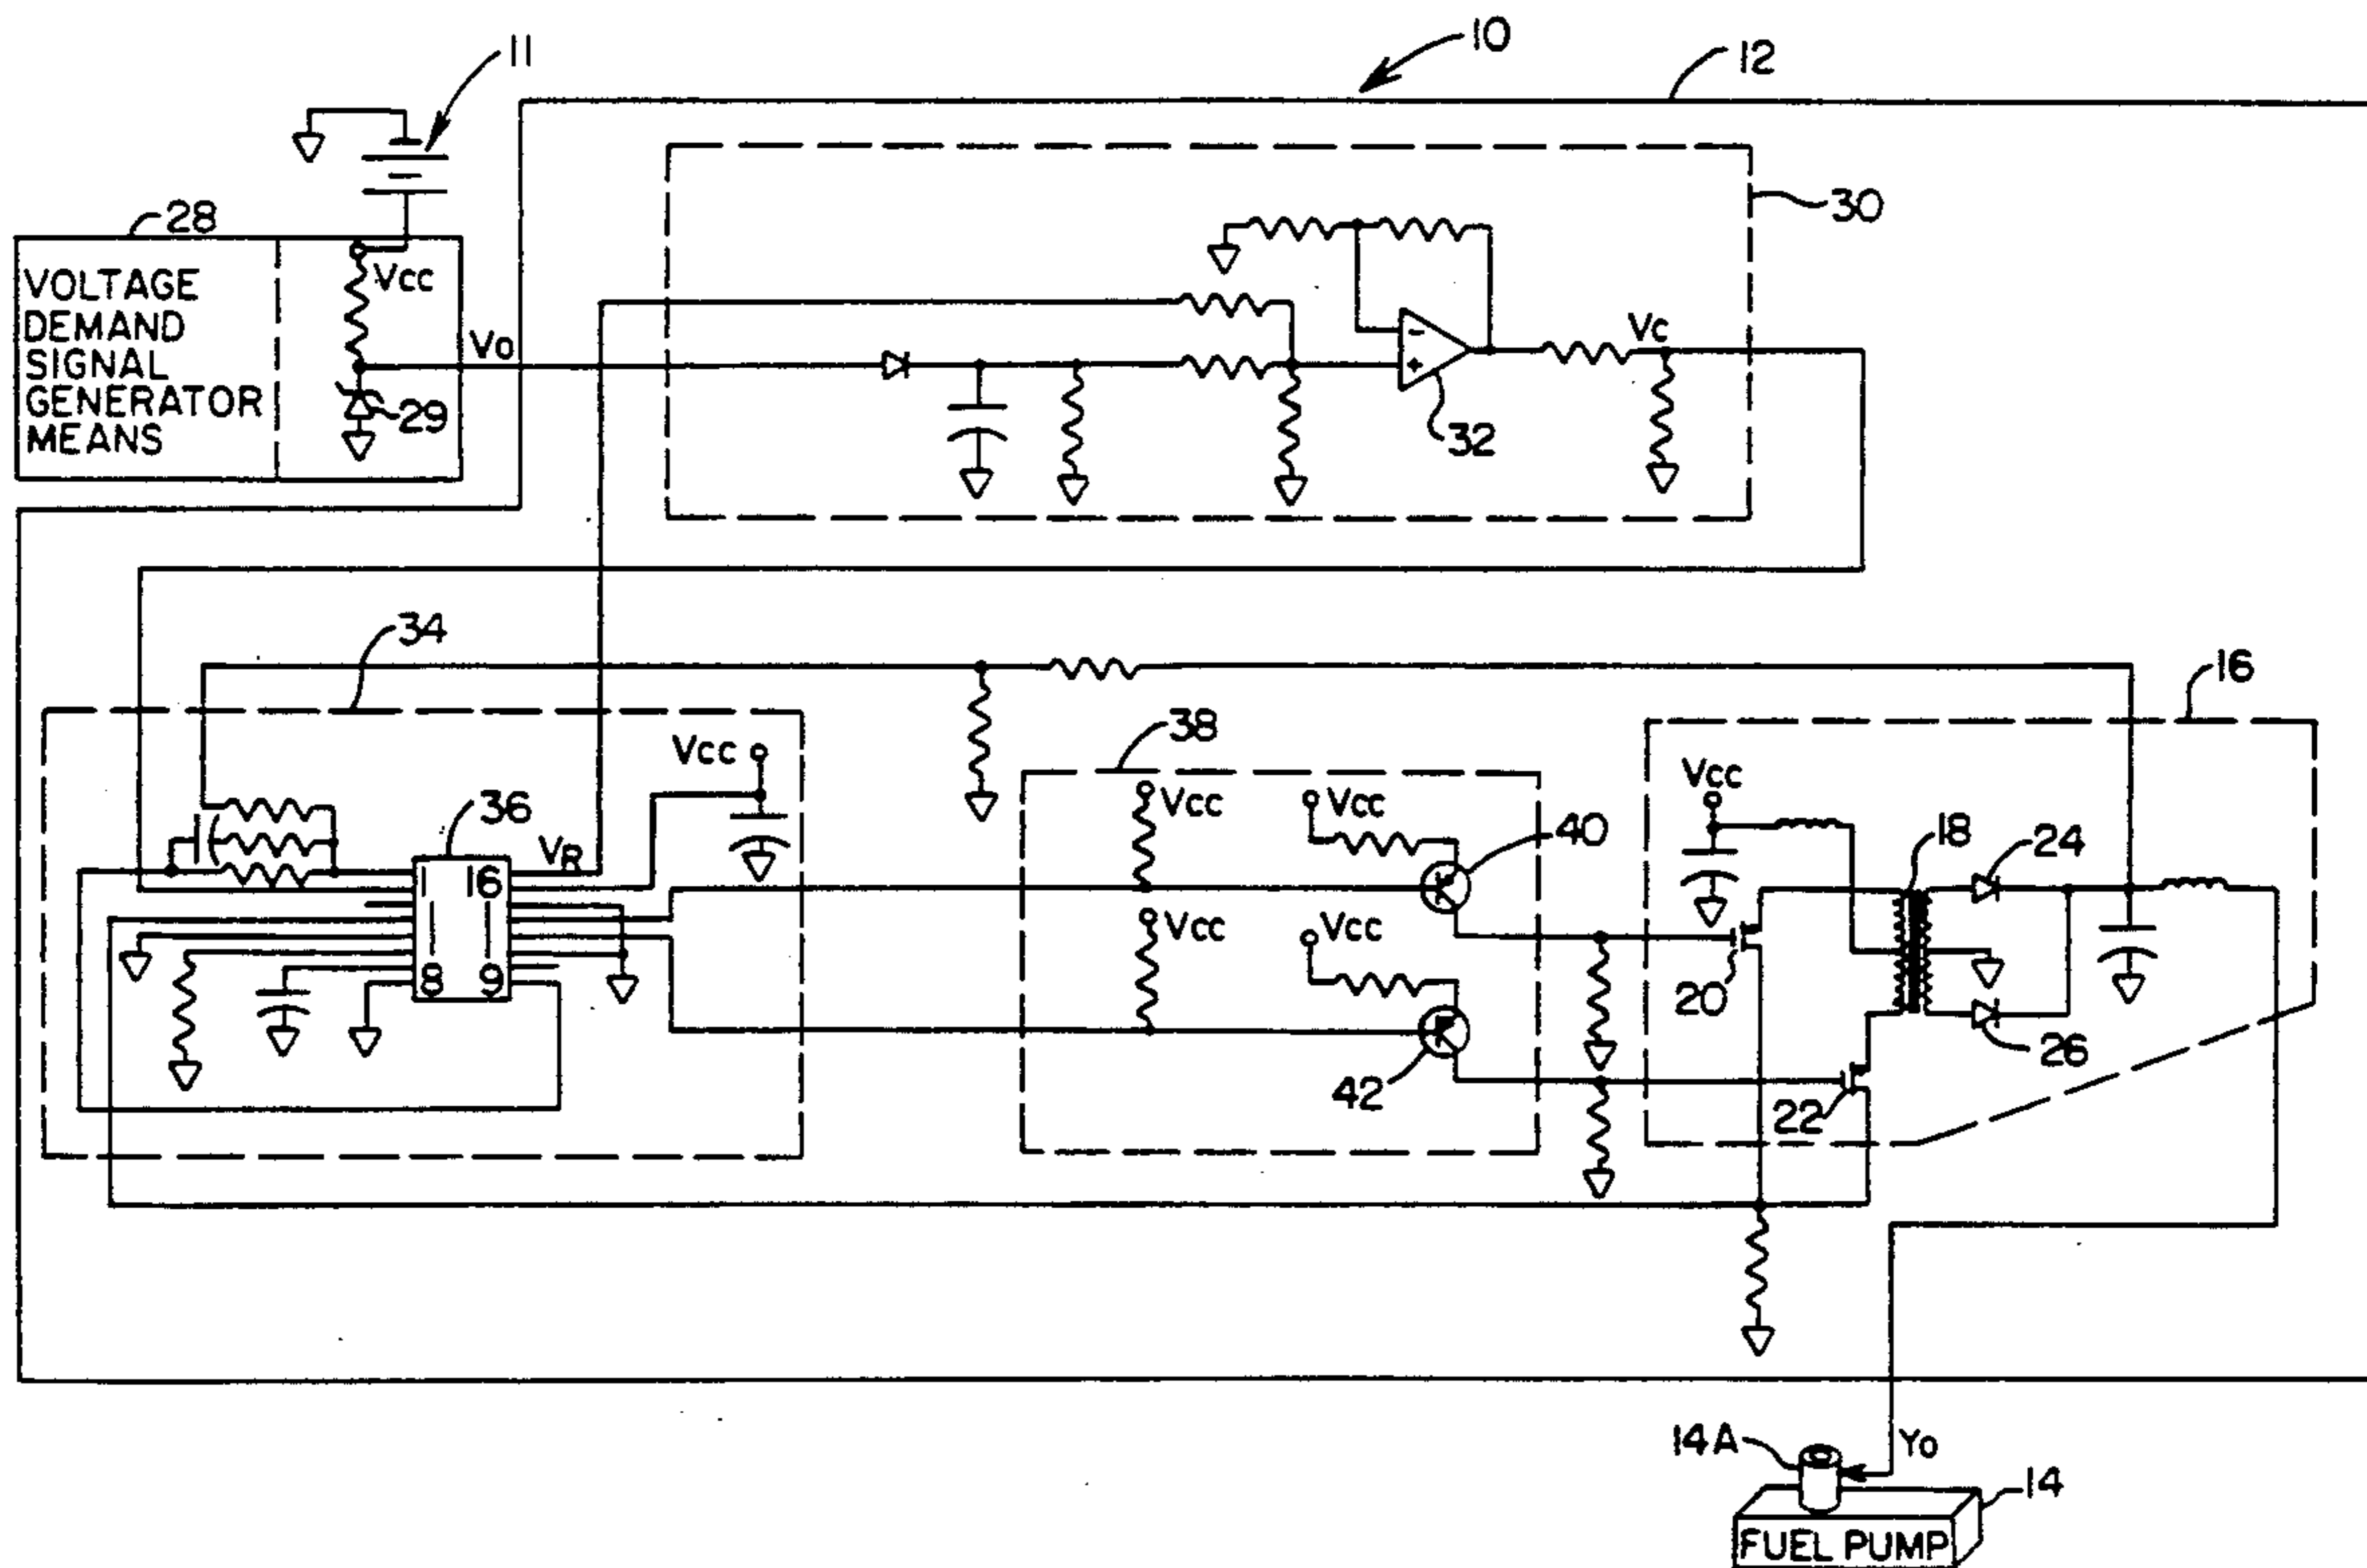 10
12
11
28
30
VOLTAGE
DEMAND
SIGNAL
GENERATOR
MEANS
Vcc
29
Vo
-
+
32
Vc
34
16
38
Vcc
36
VR
1 16
8 9
Vcc
Vcc
40
Vcc
Vcc
42
Vcc
18
24
20
26
22
14A
Yo
14
FUEL PUMP